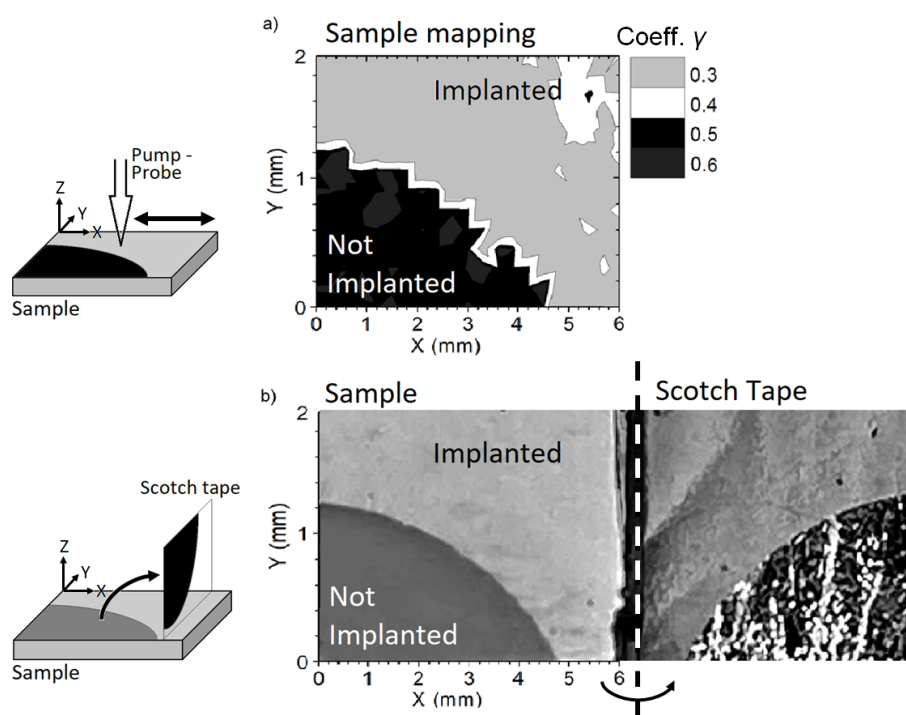 a)
Sample mapping
Coeff. γ
2
1
0
Y (mm)
Implanted
Not
Implanted
0 1 2 3 4 5 6
X (mm)
0.3
0.4
0.5
0.6
Pump -
Probe
Z
Y
X
Sample
b)
Sample
Scotch Tape
2
1
0
Y (mm)
Implanted
Not
Implanted
0 1 2 3 4 5 6
X (mm)
Scotch tape
Z
Y
X
Sample